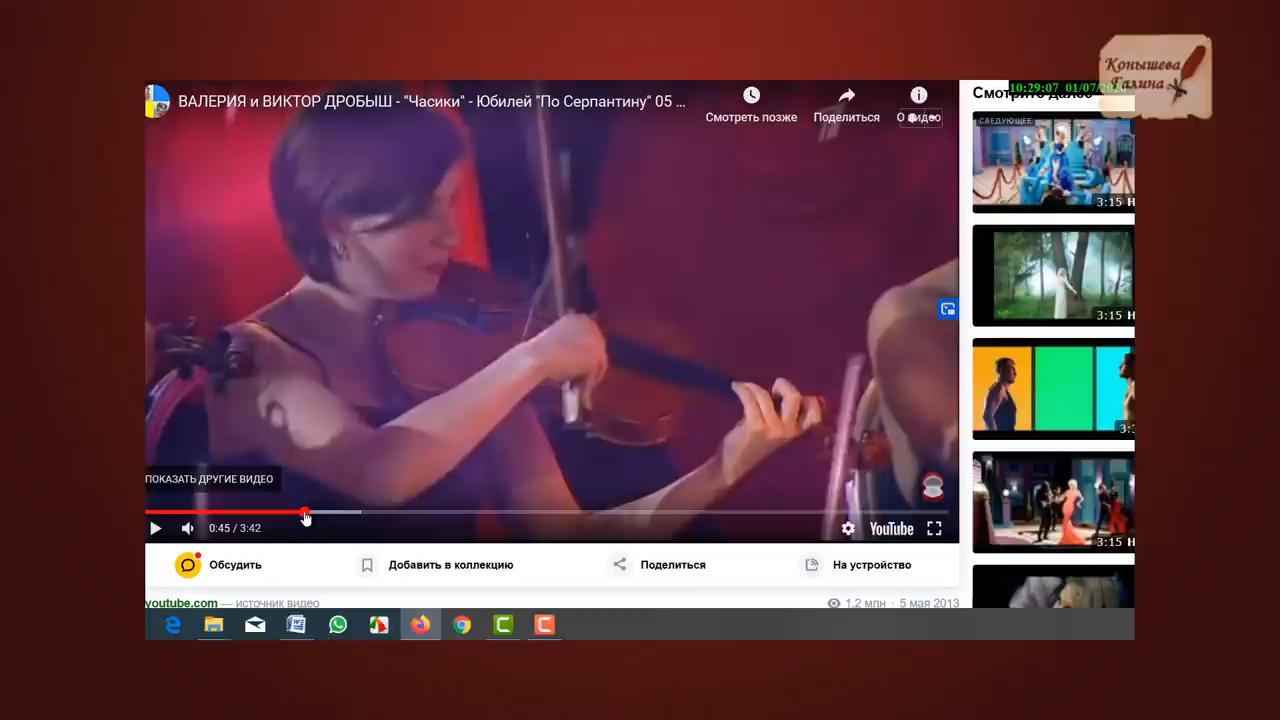 Конышева
Галина
10:29:07 01/07/2
ВАЛЕРИЯ и ВИКТОР ДРОБЫШ - "Часики" - Юбилей "По Серпантину" 05 ...
Смотреть позже
Поделиться
О видео
Смотрите далее
СЛЕДУЮЩЕЕ
3:15 H
3:15 H
3:
3:15 H
ПОКАЗАТЬ ДРУГИЕ ВИДЕО
0:45 / 3:42
YouTube
Обсудить
Добавить в коллекцию
Поделиться
На устройство
youtube.com — источник видео
1,2 млн · 5 мая 2013